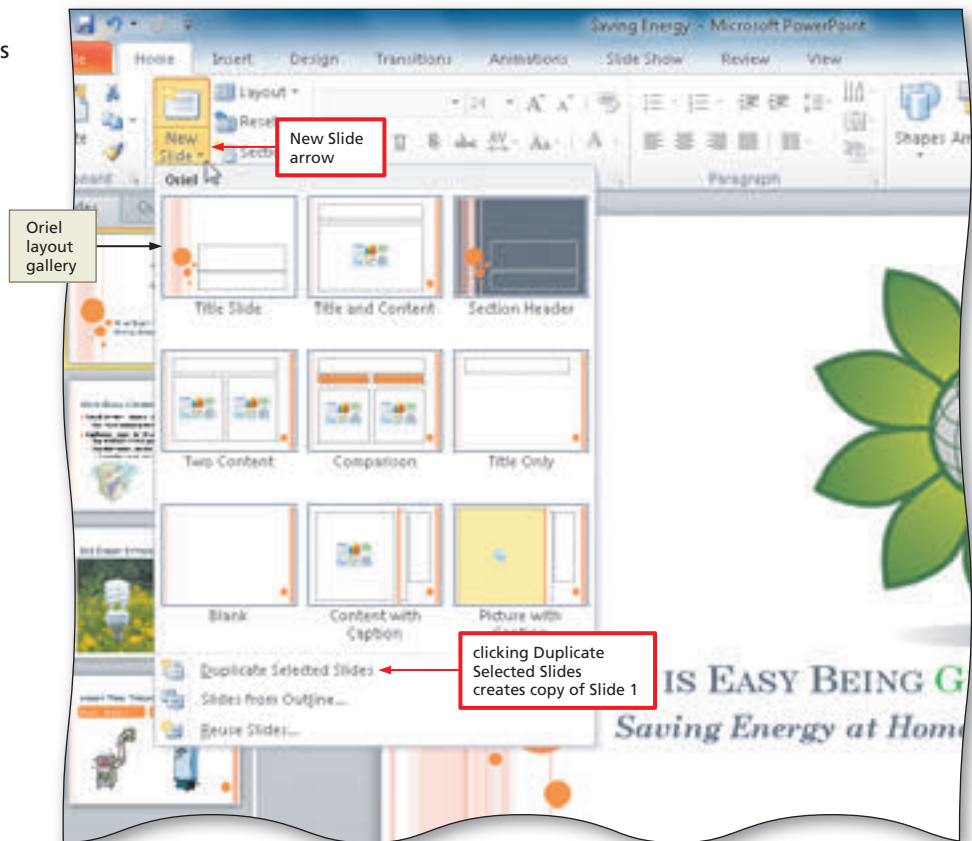 s
Saving Energy - Microsoft PowerPoint
Home Insert Design Transitions Animations Slide Show Review View
Layout
Reset
New Slide
24
Shapes
Paragraph
New Slide
arrow
Oriel
Oriel
layout
gallery
Title Slide Title and Content Section Header
Two Content Comparison Title Only
Blank Content with Caption Picture with
Duplicate Selected Slides
Slides from Outline...
Reuse Slides...
clicking Duplicate
Selected Slides
creates copy of Slide 1
IS EASY BEING G
Saving Energy at Home